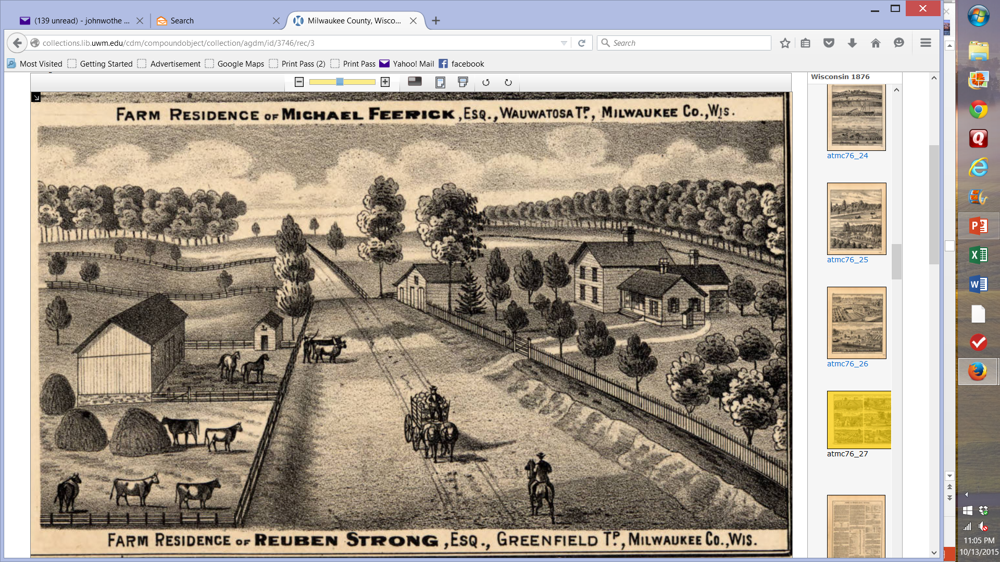 (139 unread) - johnwothe ...
Search
Milwaukee County, Wisco...
collections.lib.uwm.edu/cdm/compoundobject/collection/agdm/id/3746/rec/3
Search
Most Visited
Getting Started
Advertisement
Google Maps
Print Pass (2)
Print Pass
Yahoo! Mail
facebook
FARM RESIDENCE OF MICHAEL FEERICK, ESQ., WAUWATOSA TP., MILWAUKEE CO., WIS.
FARM RESIDENCE OF REUBEN STRONG, ESQ., GREENFIELD TP., MILWAUKEE CO., WIS.
Wisconsin 1876
atmc76_24
atmc76_25
atmc76_26
atmc76_27
11:05 PM
10/13/2015